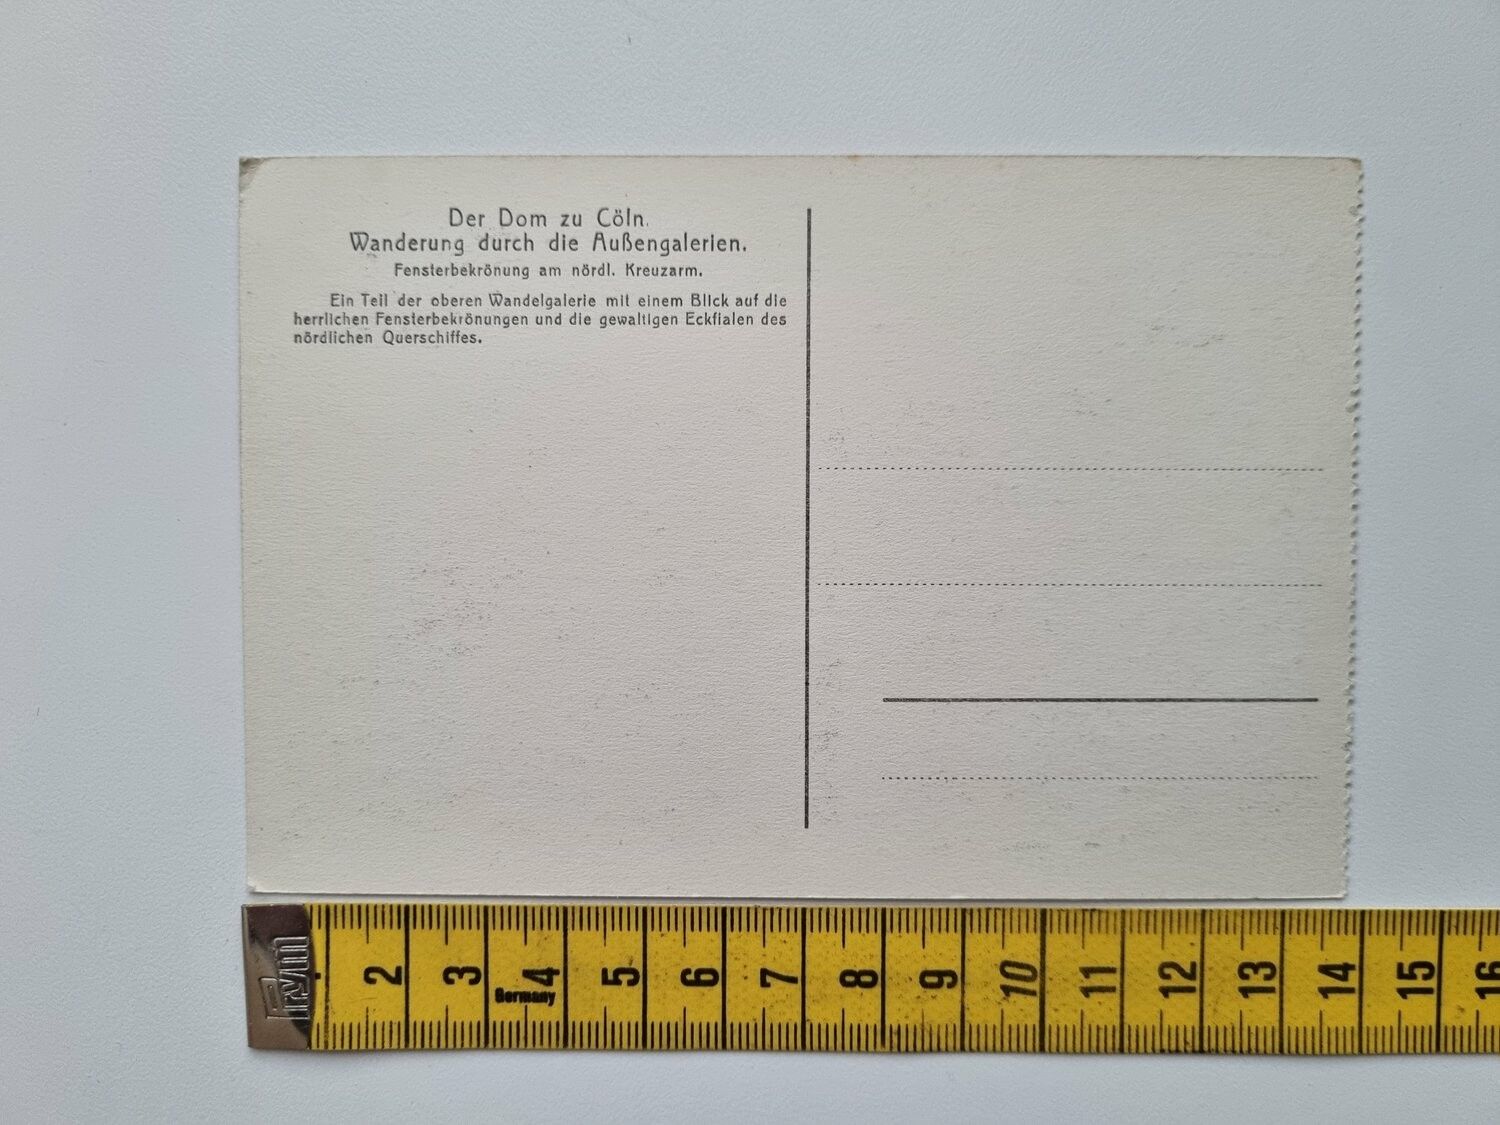 Der Dom zu Cöln.
Wanderung durch die Außengalerien.
Fensterbekrönung am nördl. Kreuzarm.
Ein Teil der oberen Wandelgalerie mit einem Blick auf die
herrlichen Fensterbekrönungen und die gewaltigen Eckfialen des
nördlichen Querschiffes.
Prym
2 3 4 5 6 7 8 9 10 11 12 13 14 15 16
Germany